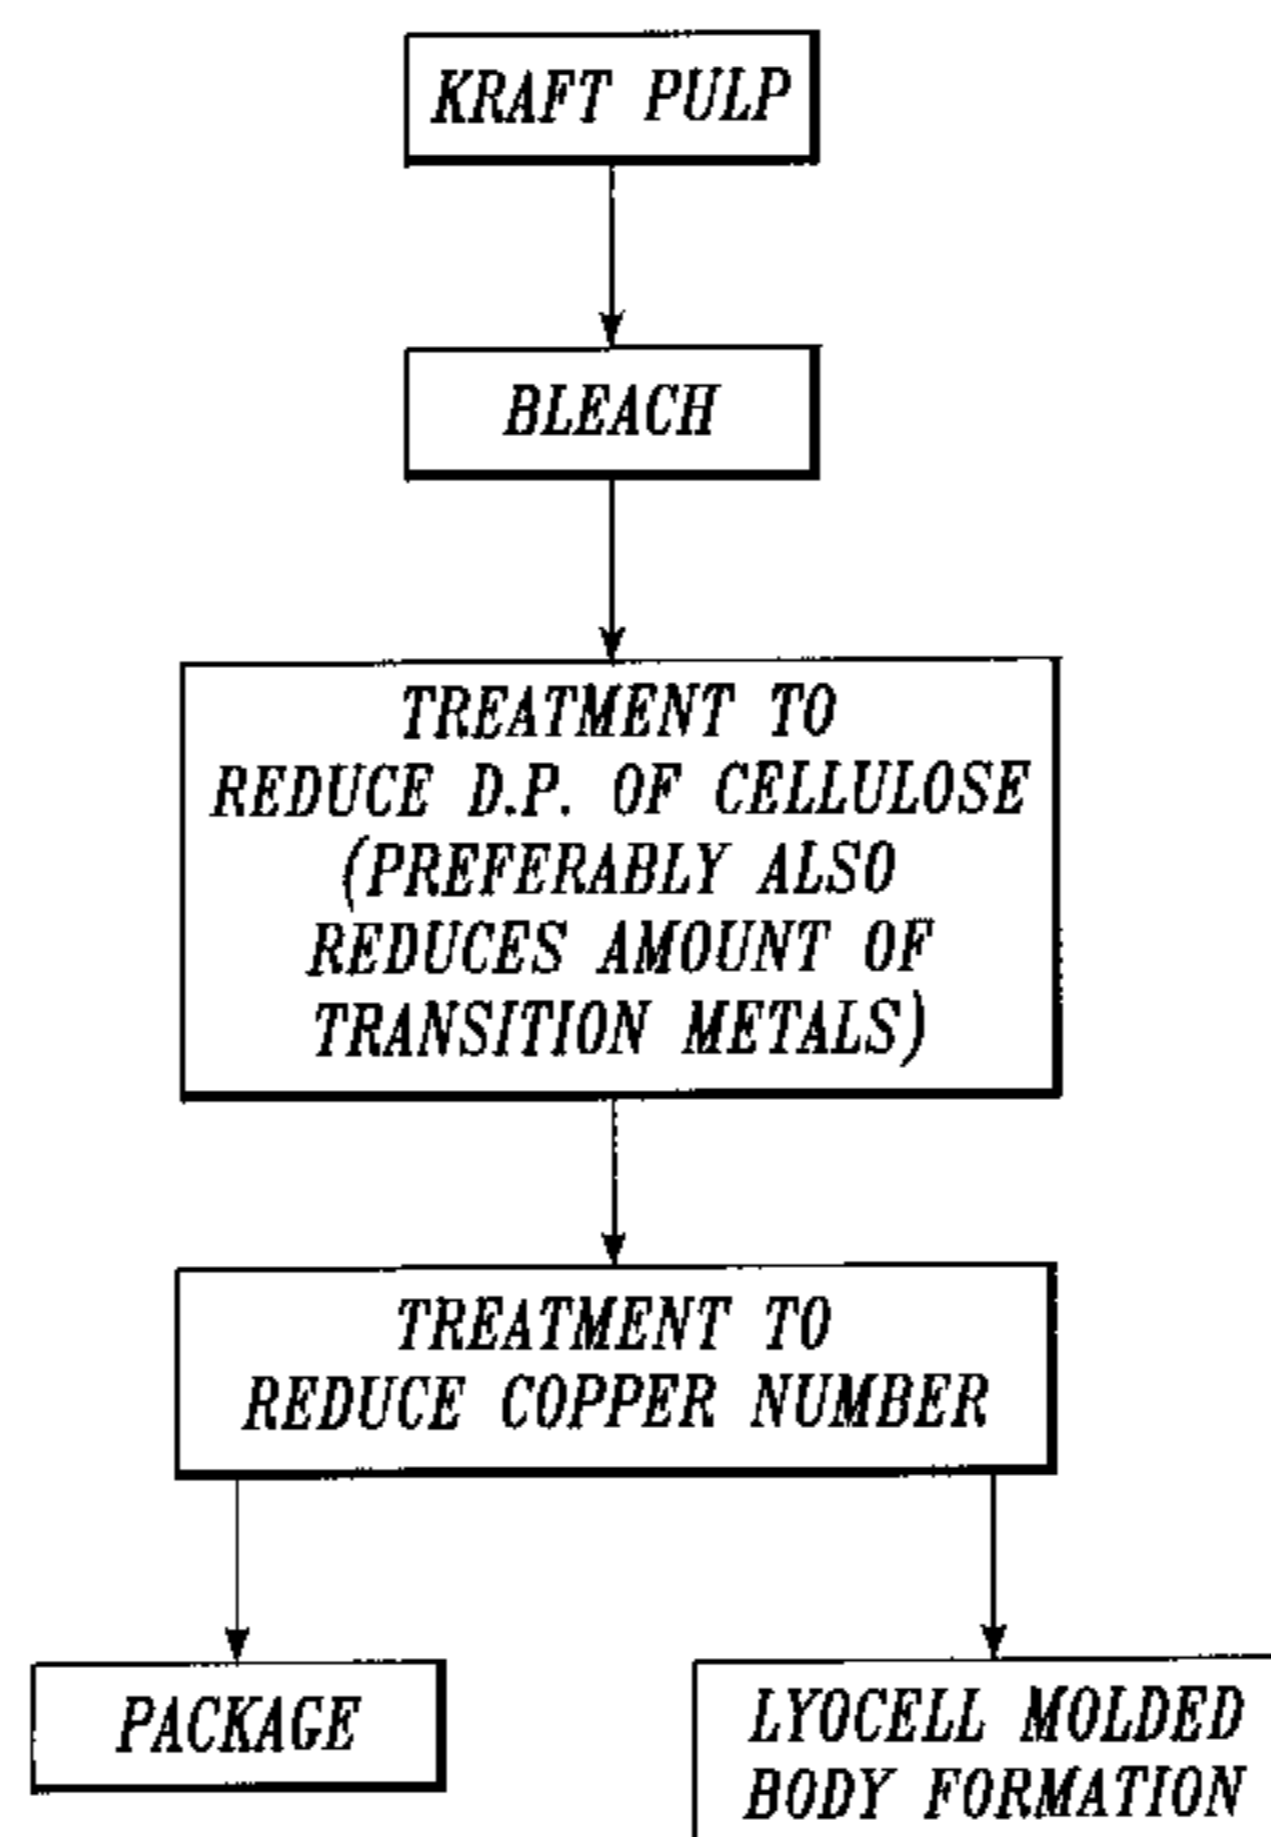 KRAFT PULP
BLEACH
TREATMENT TO
REDUCE D.P. OF CELLULOSE
(PREFERABLY ALSO
REDUCES AMOUNT OF
TRANSITION METALS)
TREATMENT TO
REDUCE COPPER NUMBER
PACKAGE
LYOCELL MOLDED
BODY FORMATION